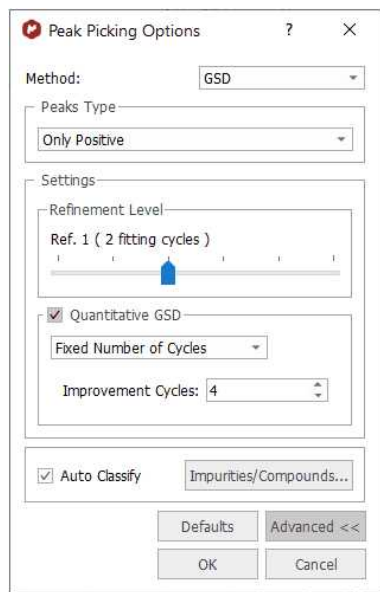 Peak Picking Options ? ×
Method: GSD
Peaks Type
Only Positive
Settings
Refinement Level
Ref. 1 ( 2 fitting cycles )
Quantitative GSD
Fixed Number of Cycles
Improvement Cycles: 4
Auto Classify Impurities/Compounds...
Defaults Advanced <<
OK Cancel